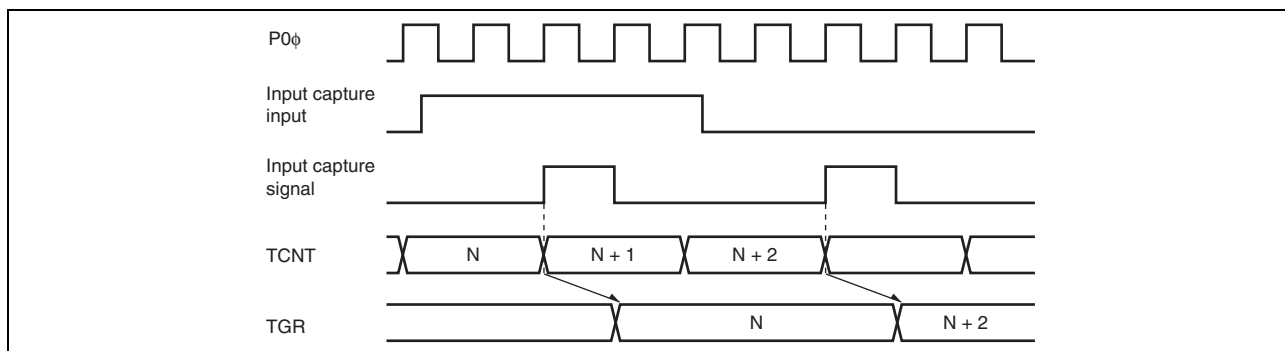 P0ϕ
Input capture
input
Input capture
signal
TCNT
N
N + 1
N + 2
TGR
N
N + 2